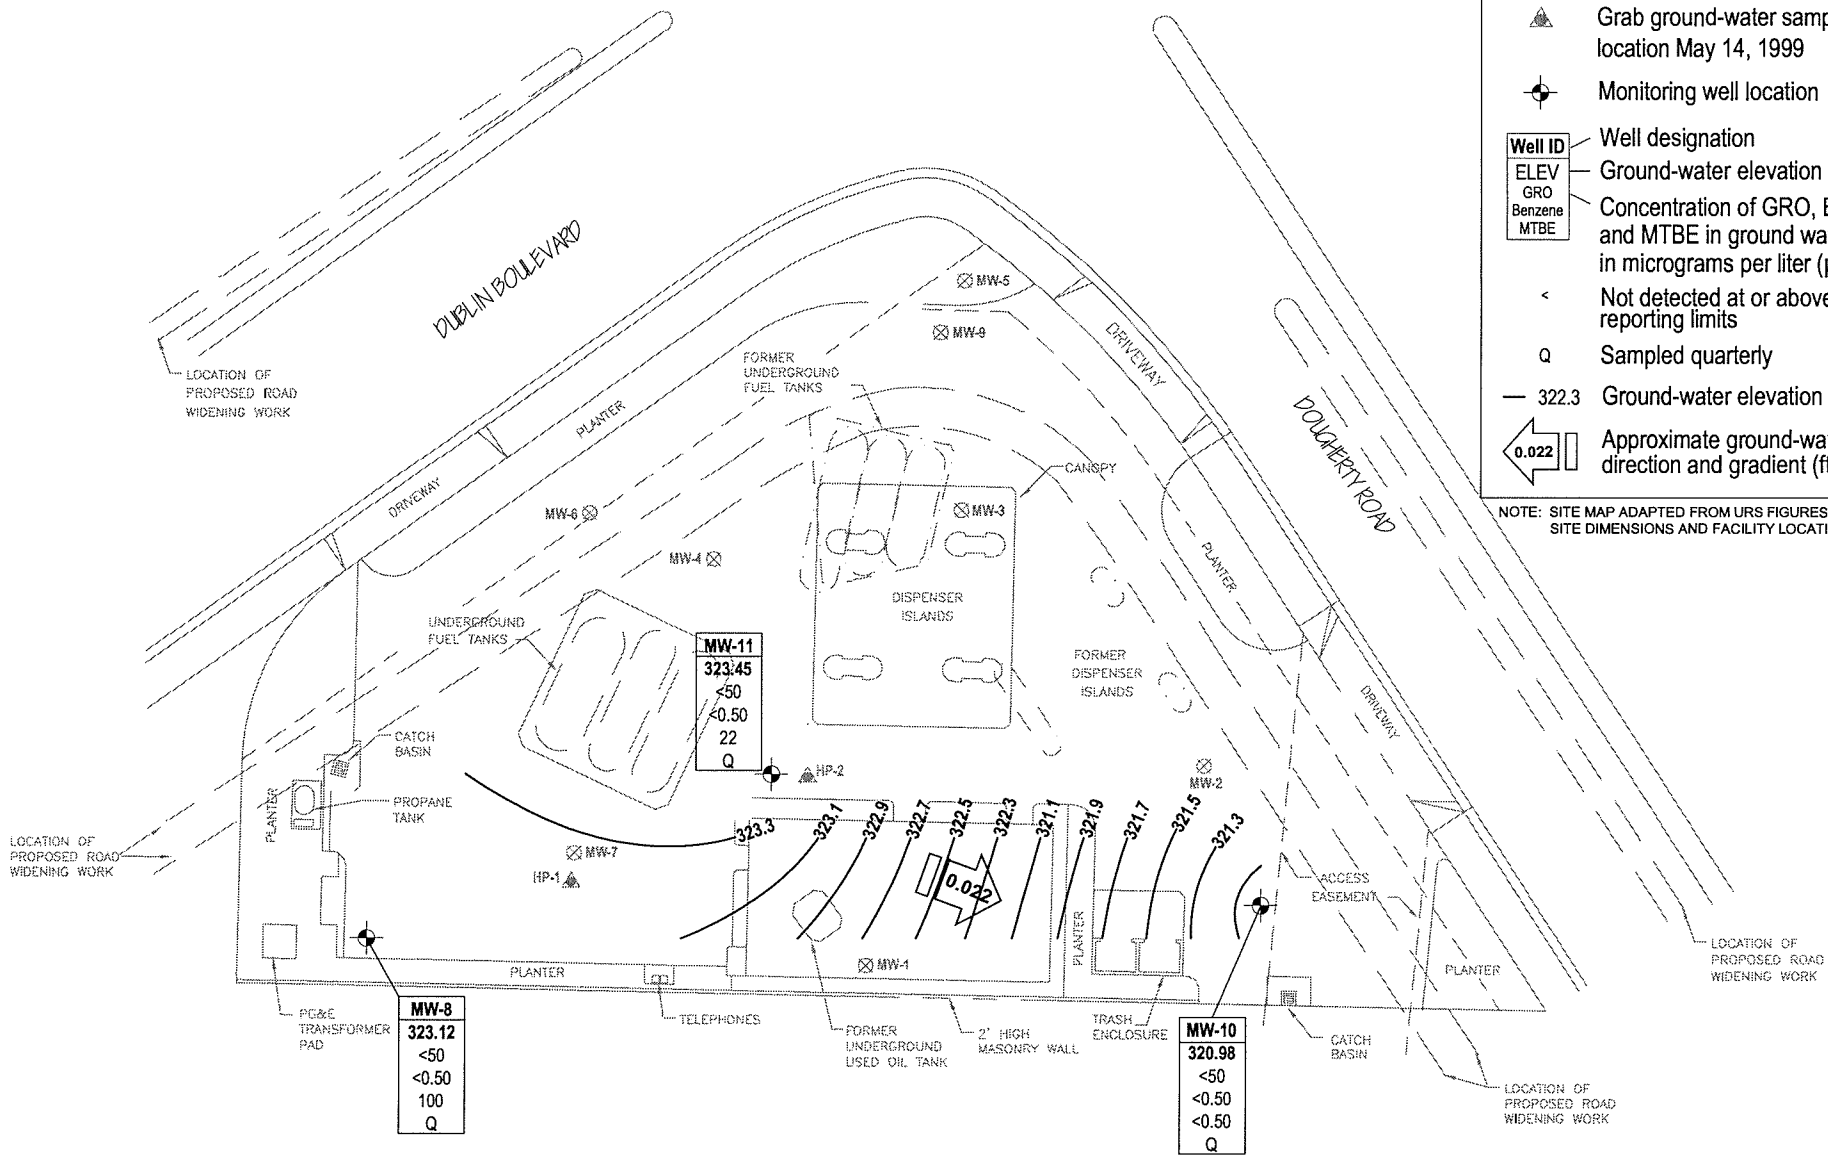 Grab ground-water samp
location May 14, 1999
Monitoring well location
Well ID
ELEV
GRO
Benzene
MTBE
Well designation
Ground-water elevation
Concentration of GRO, B
and MTBE in ground wa
in micrograms per liter (
< Not detected at or above
reporting limits
Q Sampled quarterly
322.3 Ground-water elevation
0.022
Approximate ground-wa
direction and gradient (f
NOTE: SITE MAP ADAPTED FROM URS FIGURES
SITE DIMENSIONS AND FACILITY LOCATI
DUBLIN BOULEVARD
DOUGHERTY ROAD
LOCATION OF
PROPOSED ROAD
WIDENING WORK
MW-5
MW-9
DRIVEWAY
FORMER
UNDERGROUND
FUEL TANKS
PLANTER
CANOPY
DRIVEWAY
MW-6
MW-3
MW-4
PLANTER
DISPENSER
ISLANDS
UNDERGROUND
FUEL TANKS
MW-11
323.45
<50
<0.50
22
Q
FORMER
DISPENSER
ISLANDS
DRIVEWAY
CATCH
BASIN
HP-2
MW-2
PROPANE
TANK
PLANTER
LOCATION OF
PROPOSED ROAD
WIDENING WORK
323.3
323.1
322.9
322.7
322.5
322.3
321.1
321.9
321.7
321.5
321.3
MW-7
HP-1
0.022
ACCESS
EASEMENT
PLANTER
MW-1
PLANTER
PLANTER
LOCATION OF
PROPOSED ROAD
WIDENING WORK
PG&E
TRANSFORMER
PAD
MW-8
323.12
<50
<0.50
100
Q
TELEPHONES
FORMER
UNDERGROUND
USED OIL TANK
2' HIGH
MASONRY WALL
TRASH
ENCLOSURE
MW-10
320.98
<50
<0.50
<0.50
Q
CATCH
BASIN
LOCATION OF
PROPOSED ROAD
WIDENING WORK